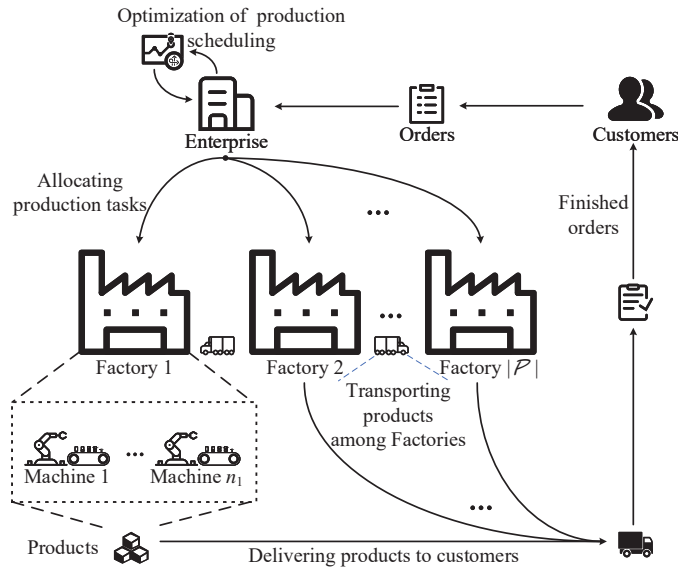 Optimization of production
scheduling
Enterprise
Orders
Customers
Allocating
production tasks
...
Finished
orders
...
Factory 1
Factory 2
Factory |𝒫|
Transporting
products
among Factories
...
Machine 1
Machine n₁
...
Products
Delivering products to customers